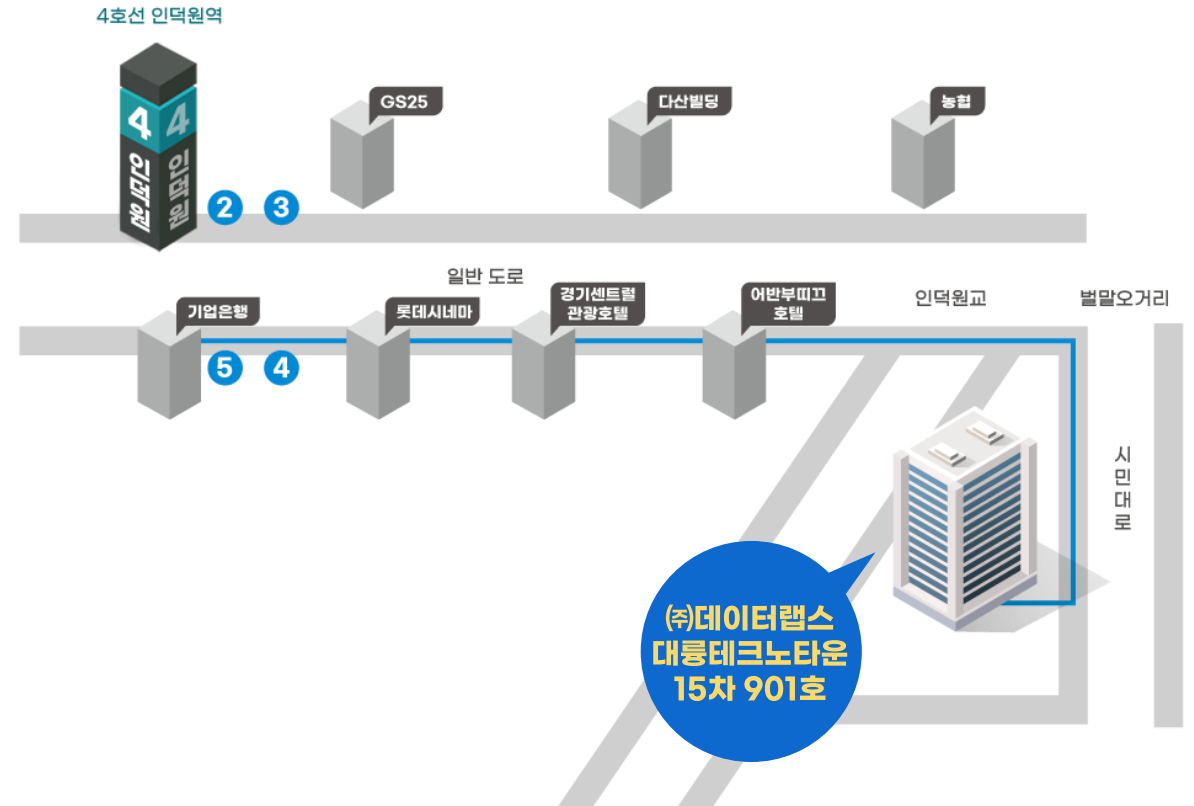 4호선 인덕원역
4
4
인덕원
인덕원
2
3
GS25
다산빌딩
농협
일반 도로
기업은행
롯데시네마
경기센트럴
관광호텔
어반부띠끄
호텔
인덕원교
벌말오거리
5
4
시민대로
㈜데이터랩스
대륭테크노타운
15차 901호